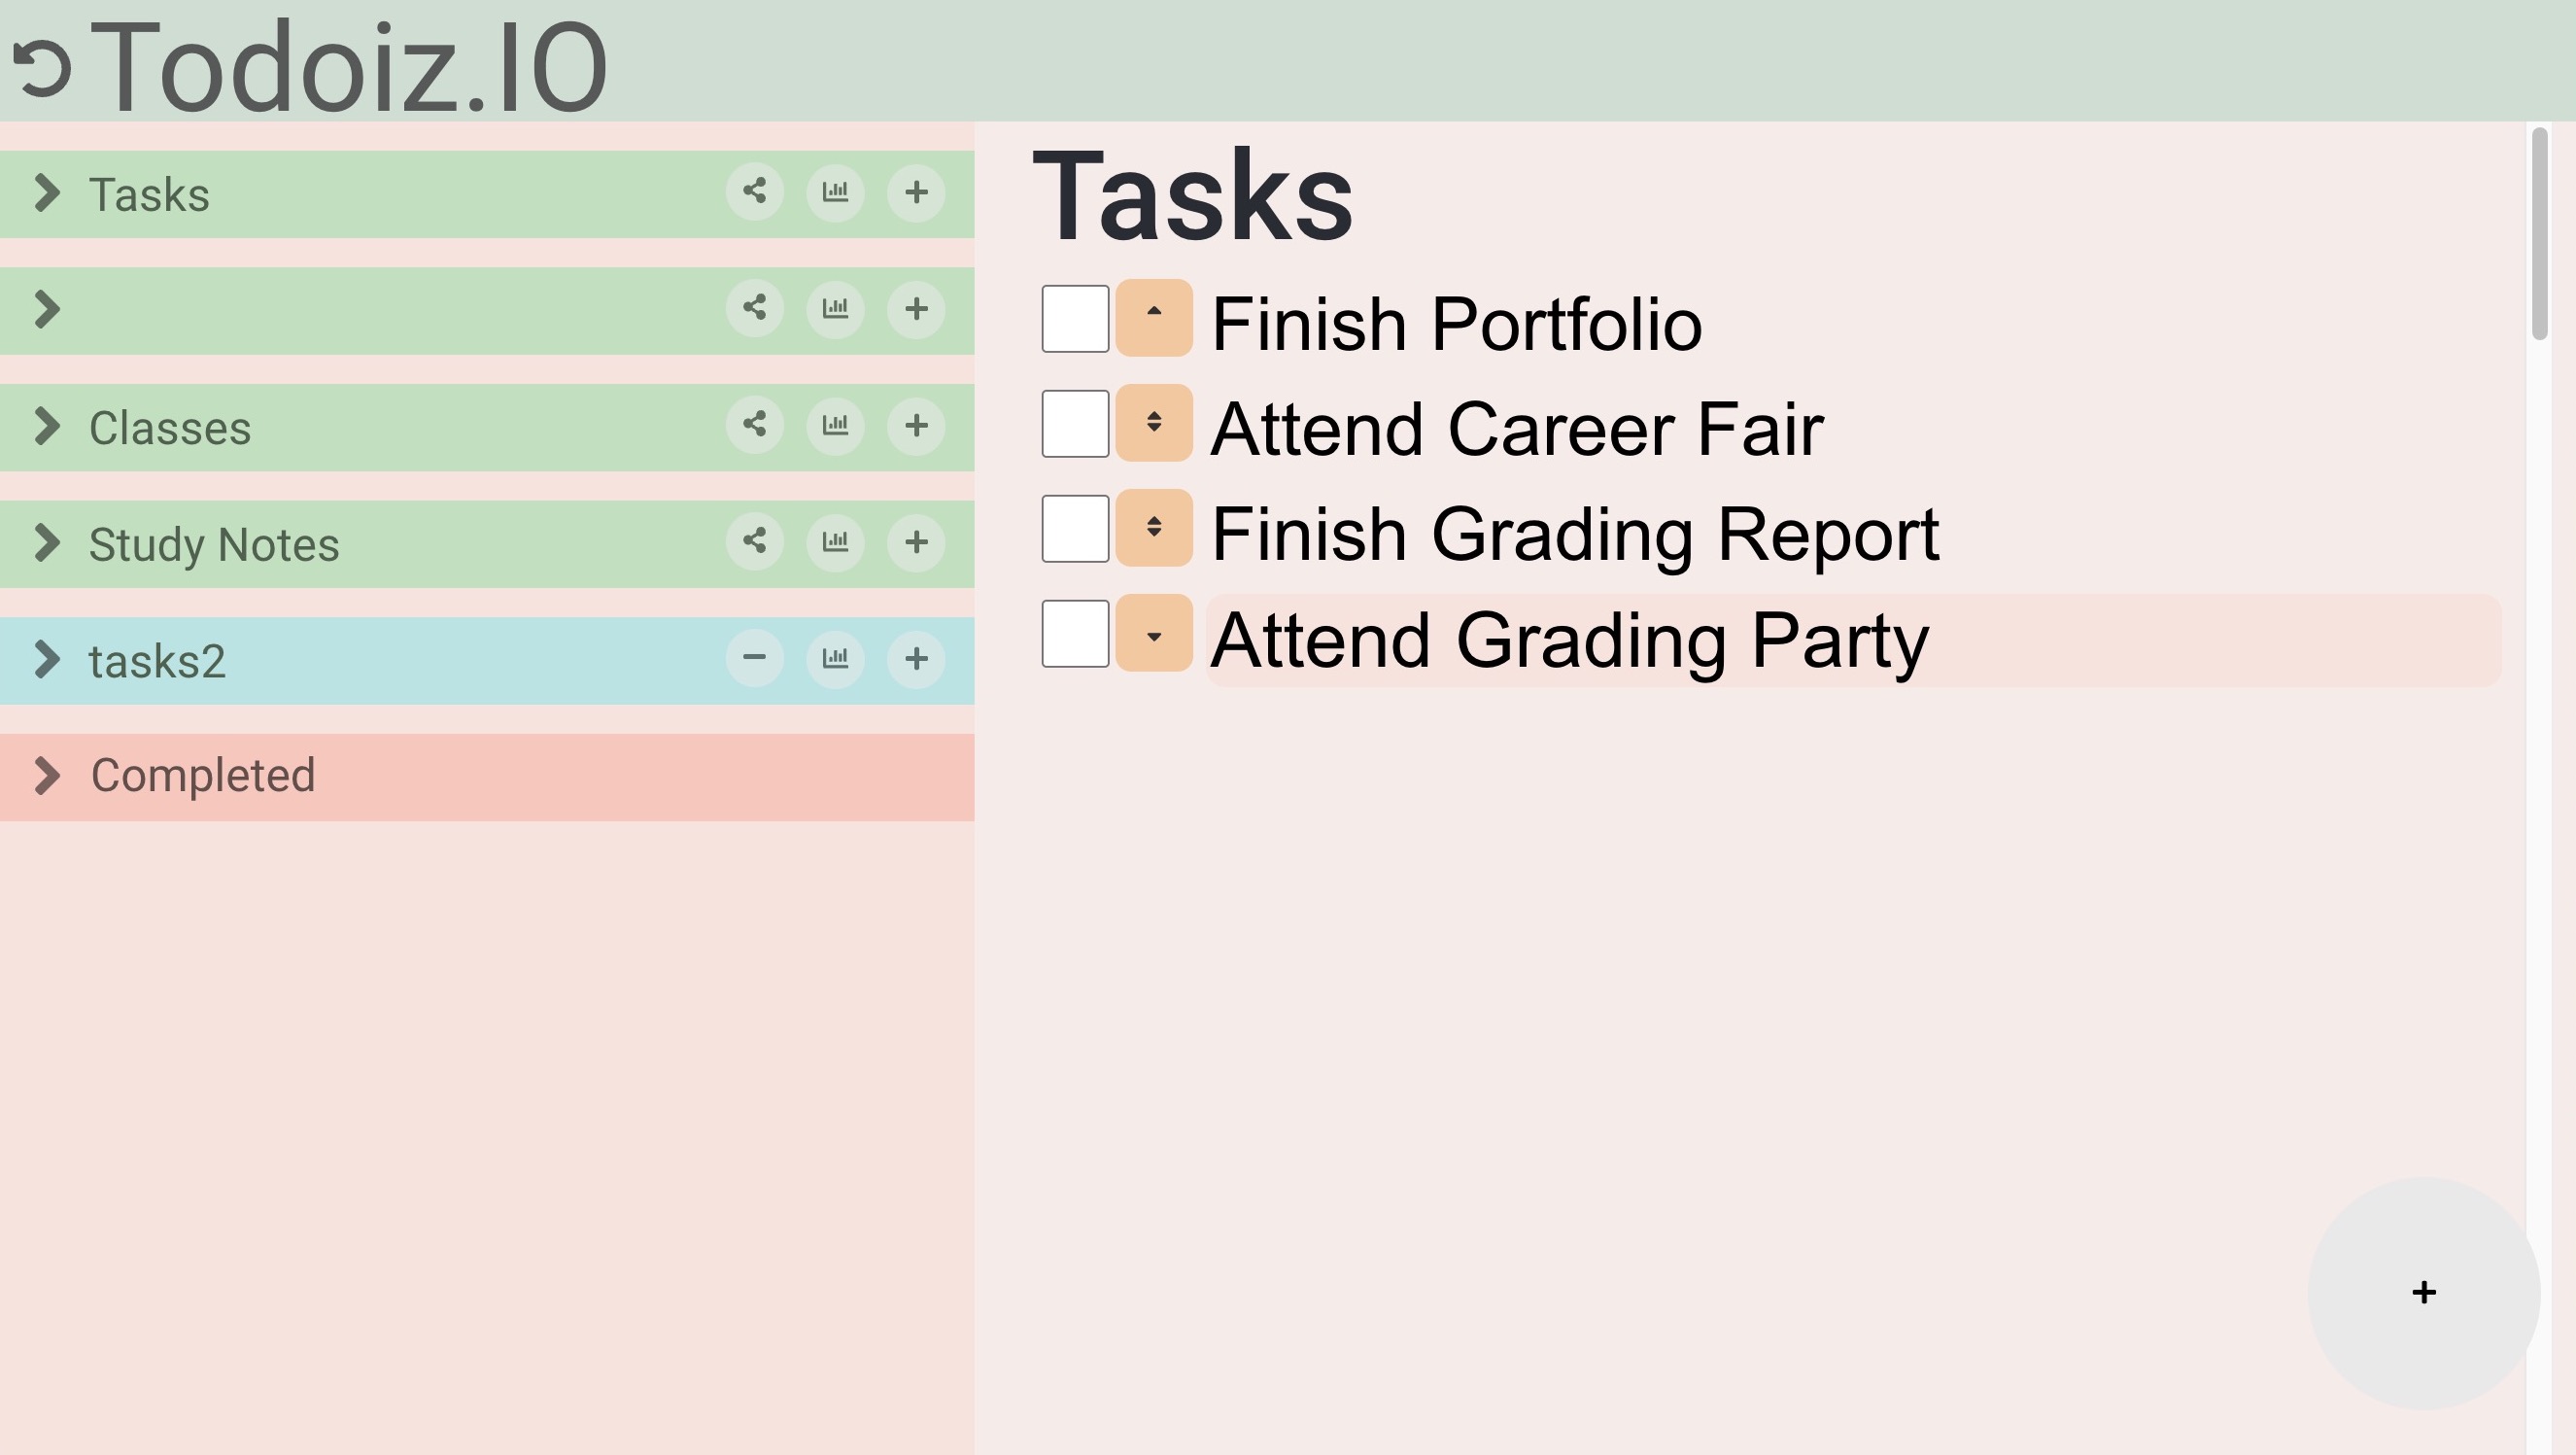 Todoiz.IO
Tasks
Classes
Study Notes
tasks2
Completed
Tasks
Finish Portfolio
Attend Career Fair
Finish Grading Report
Attend Grading Party